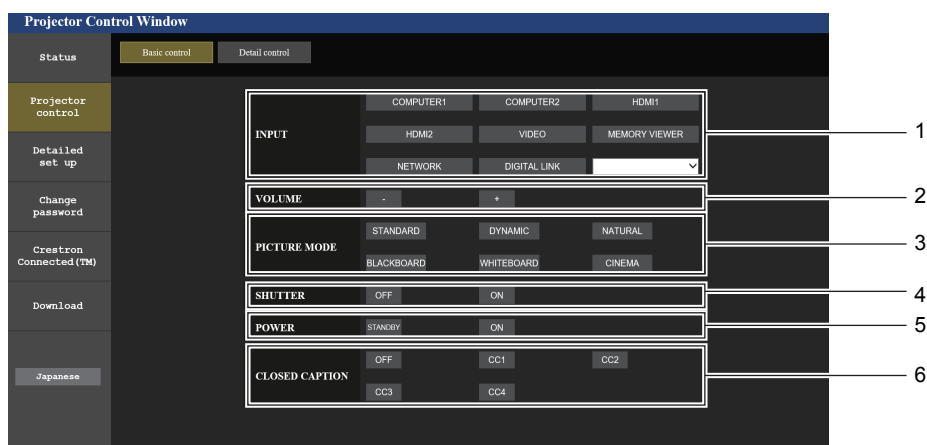 Projector Control Window
Status
Basic control
Detail control
Projector
control
Detailed
set up
Change
password
Crestron
Connected(TM)
Download
Japanese
INPUT
COMPUTER1
COMPUTER2
HDMI1
HDMI2
VIDEO
MEMORY VIEWER
NETWORK
DIGITAL LINK
1
VOLUME
-
+
2
PICTURE MODE
STANDARD
DYNAMIC
NATURAL
BLACKBOARD
WHITEBOARD
CINEMA
3
SHUTTER
OFF
ON
4
POWER
STANDBY
ON
5
CLOSED CAPTION
OFF
CC1
CC2
CC3
CC4
6